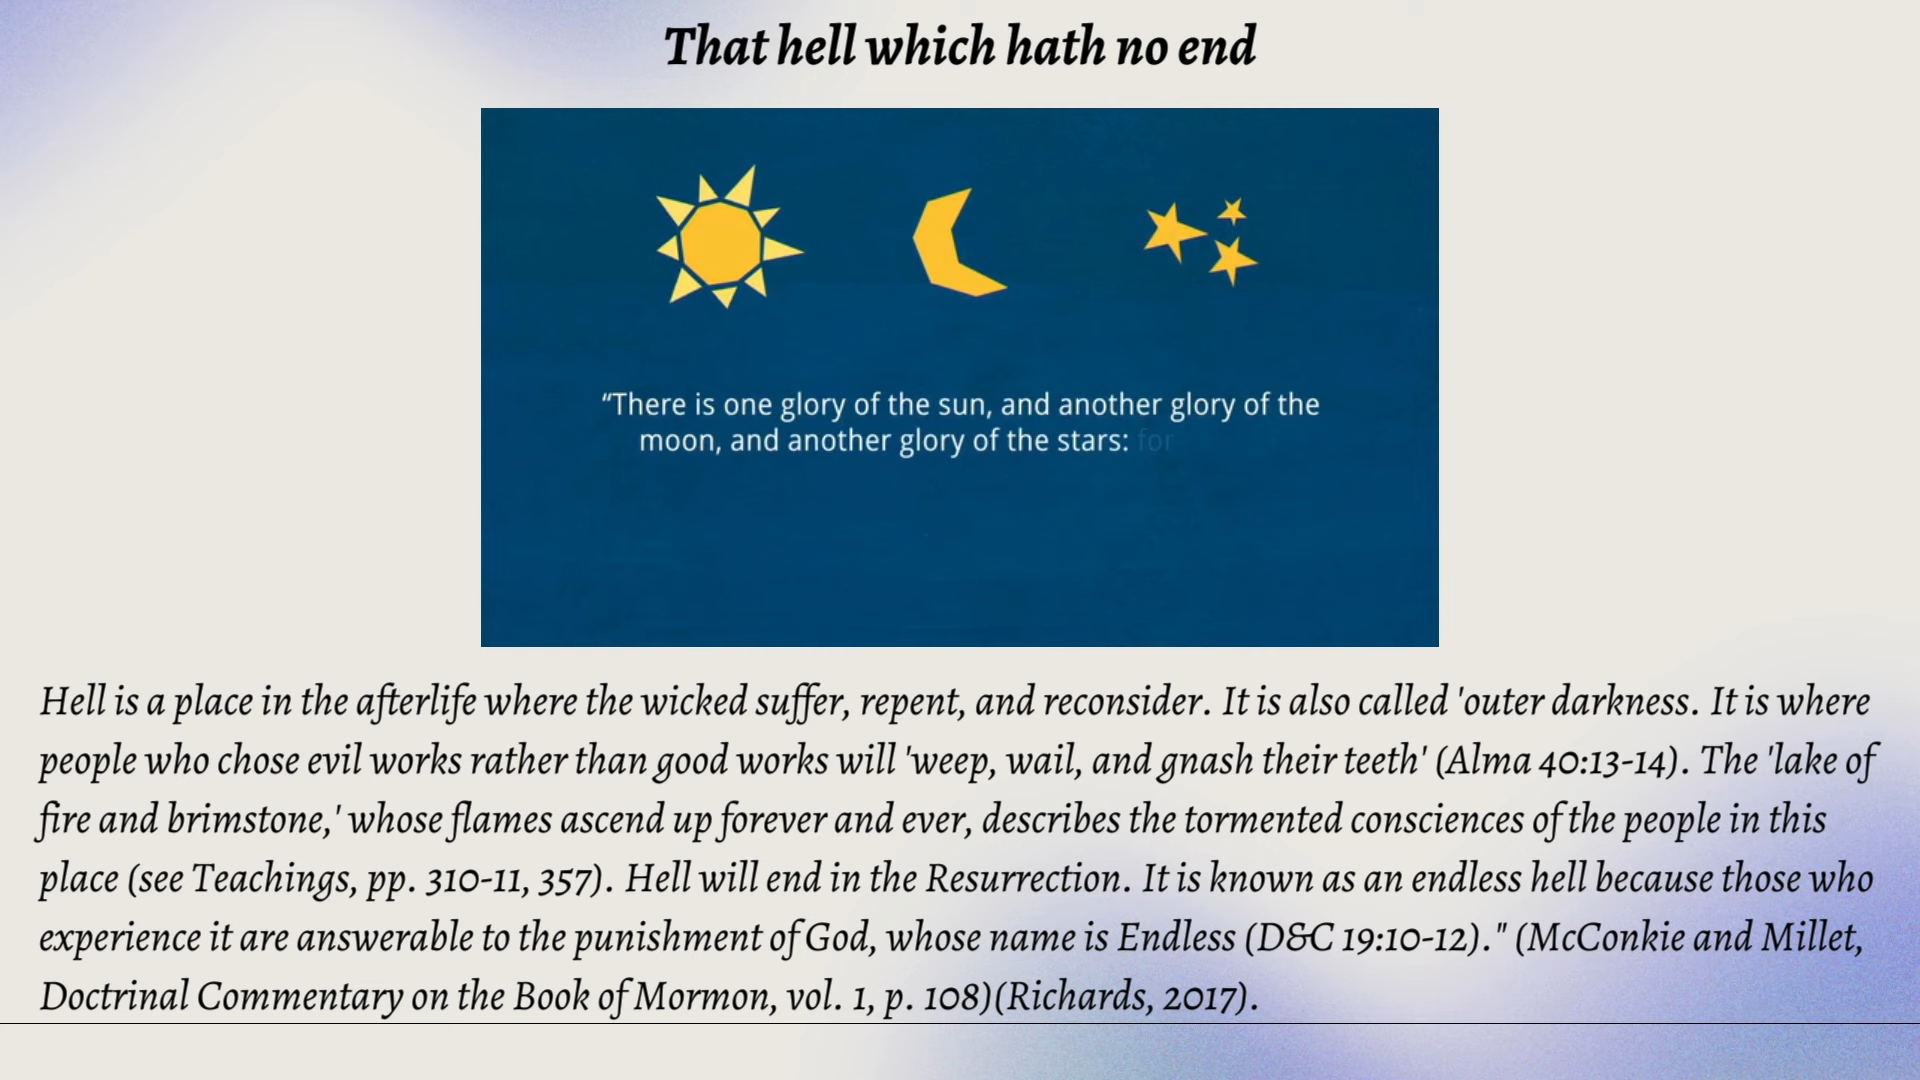 That hell which hath no end
“There is one glory of the sun, and another glory of the
moon, and another glory of the stars: for
Hell is a place in the afterlife where the wicked suffer, repent, and reconsider. It is also called 'outer darkness. It is where
people who chose evil works rather than good works will 'weep, wail, and gnash their teeth' (Alma 40:13-14). The 'lake of
fire and brimstone,' whose flames ascend up forever and ever, describes the tormented consciences of the people in this
place (see Teachings, pp. 310-11, 357). Hell will end in the Resurrection. It is known as an endless hell because those who
experience it are answerable to the punishment of God, whose name is Endless (D&C 19:10-12)." (McConkie and Millet,
Doctrinal Commentary on the Book of Mormon, vol. 1, p. 108)(Richards, 2017).